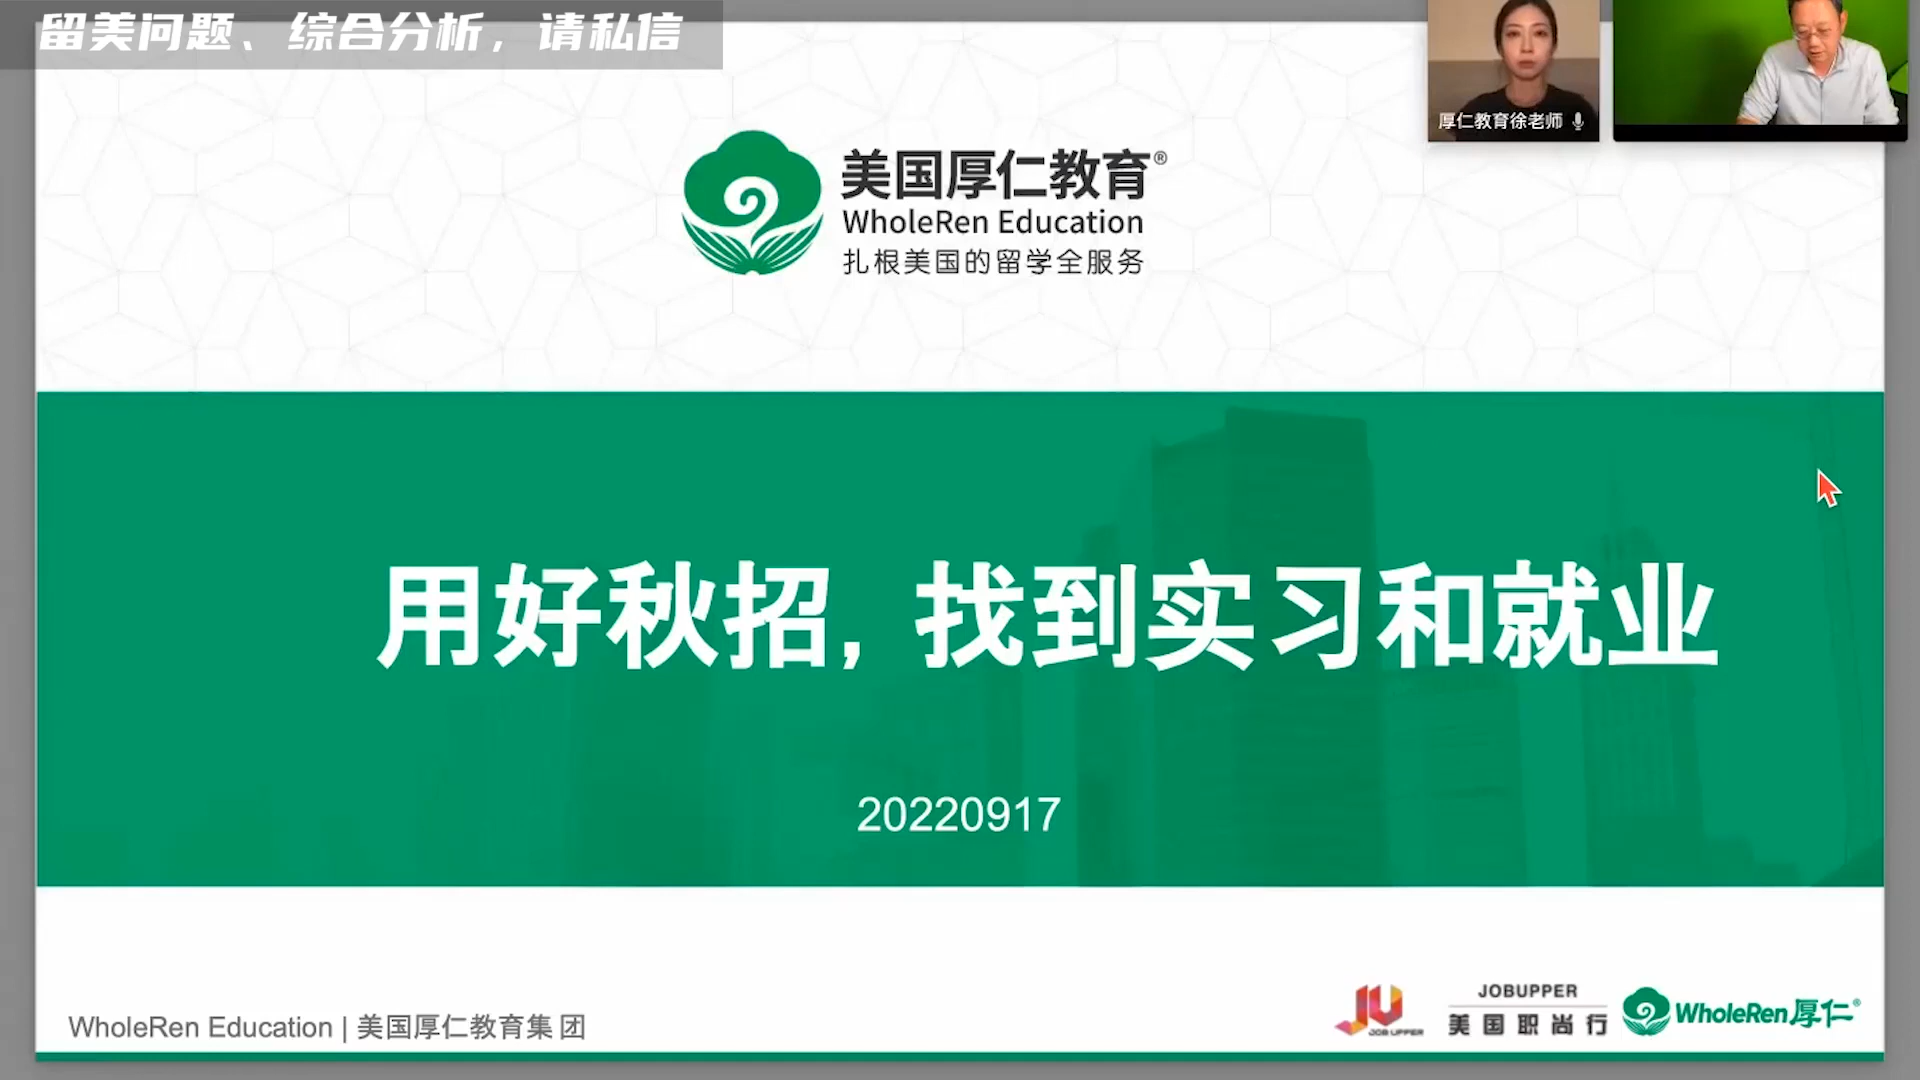 留美问题、综合分析，请私信
厚仁教育徐老师
美国厚仁教育®
WholeRen Education
扎根美国的留学全服务
用好秋招，找到实习和就业
20220917
WholeRen Education | 美国厚仁教育集团
JOB UPPER
JOBUPPER
美国职尚行
WholeRen厚仁®